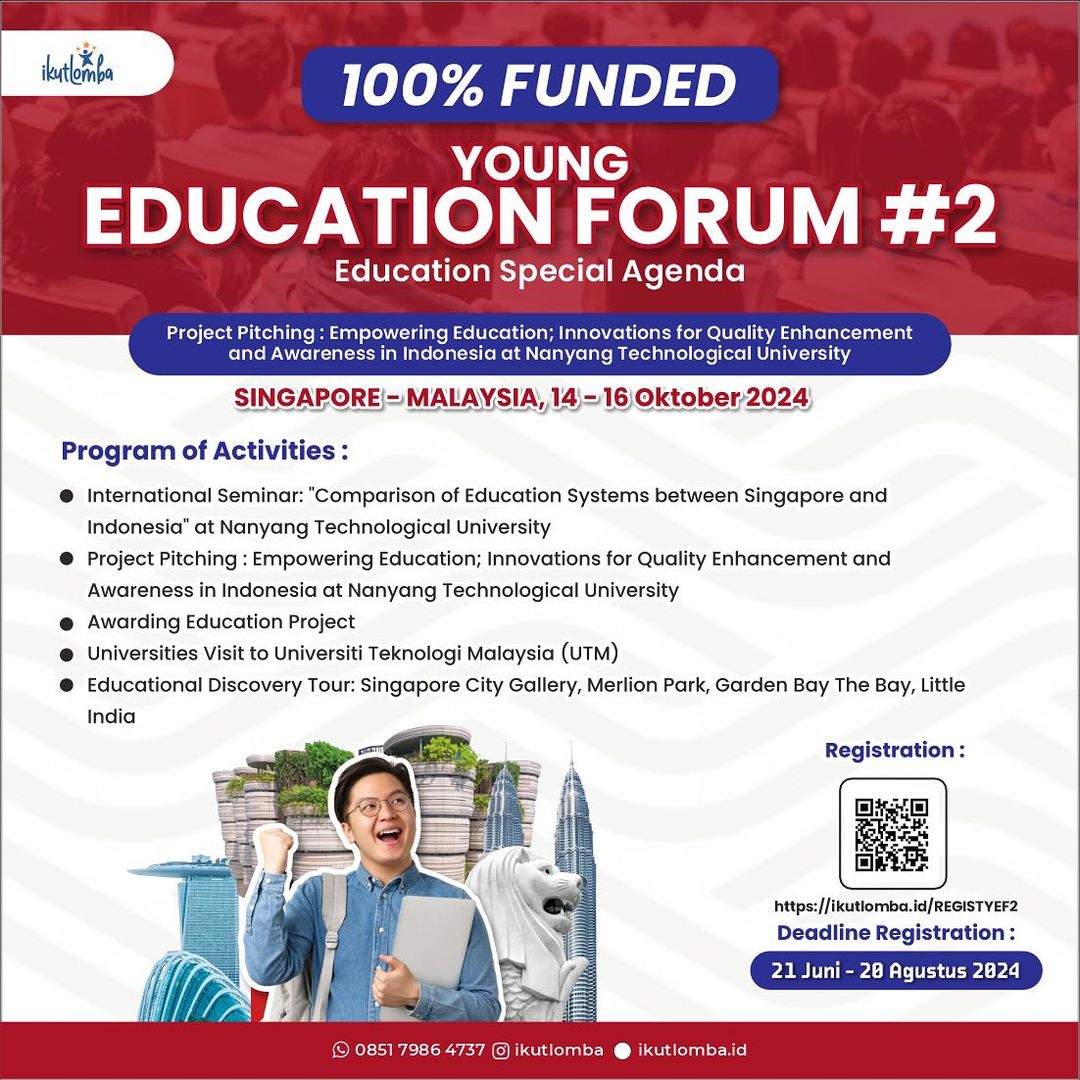 ikutlomba
100% FUNDED
YOUNG
EDUCATION FORUM #2
Education Special Agenda
Project Pitching : Empowering Education; Innovations for Quality Enhancement
and Awareness in Indonesia at Nanyang Technological University
SINGAPORE - MALAYSIA, 14 - 16 Oktober 2024
Program of Activities :
● International Seminar: "Comparison of Education Systems between Singapore and
Indonesia" at Nanyang Technological University
● Project Pitching : Empowering Education; Innovations for Quality Enhancement and
Awareness in Indonesia at Nanyang Technological University
● Awarding Education Project
● Universities Visit to Universiti Teknologi Malaysia (UTM)
● Educational Discovery Tour: Singapore City Gallery, Merlion Park, Garden Bay The Bay, Little
India
Registration :
https://ikutlomba.id/REGISTYEF2
Deadline Registration :
21 Juni - 20 Agustus 2024
0851 7986 4737 ikutlomba ikutlomba.id